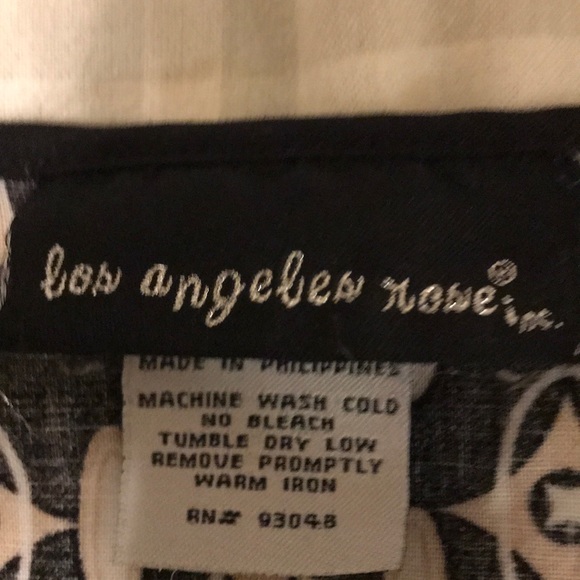 los angeles rose® inc.
MADE IN PHILIPPINES
MACHINE WASH COLD
NO BLEACH
TUMBLE DRY LOW
REMOVE PROMPTLY
WARM IRON
RN# 93048